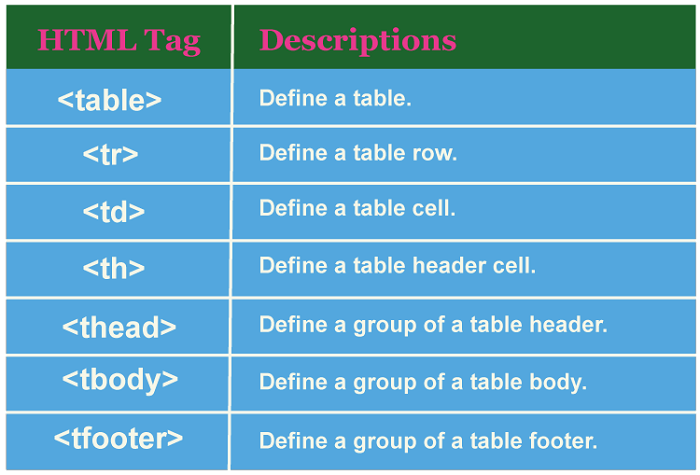 HTML Tag Descriptions
<table> Define a table.
<tr> Define a table row.
<td> Define a table cell.
<th> Define a table header cell.
<thead> Define a group of a table header.
<tbody> Define a group of a table body.
<tfooter> Define a group of a table footer.